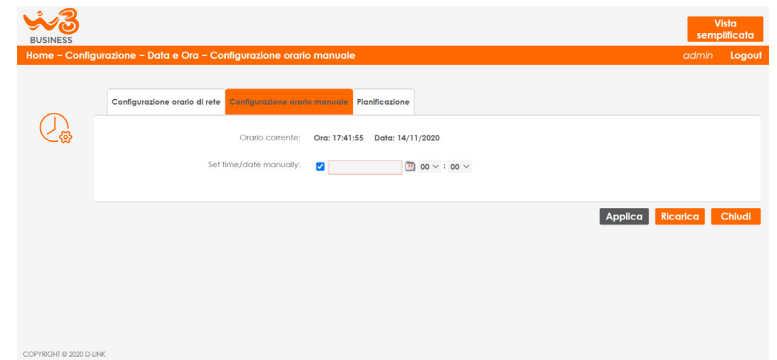 W3
BUSINESS
Vista
semplificata
Home – Configurazione – Data e Ora – Configurazione orario manuale
admin Logout
Configurazione orario di rete Configurazione orario manuale Pianificazione
Orario corrente: Ora: 17:41:55 Data: 14/11/2020
Set time/date manually: 00 : 00
Applica Ricarica Chiudi
COPYRIGHT © 2020 D-LINK